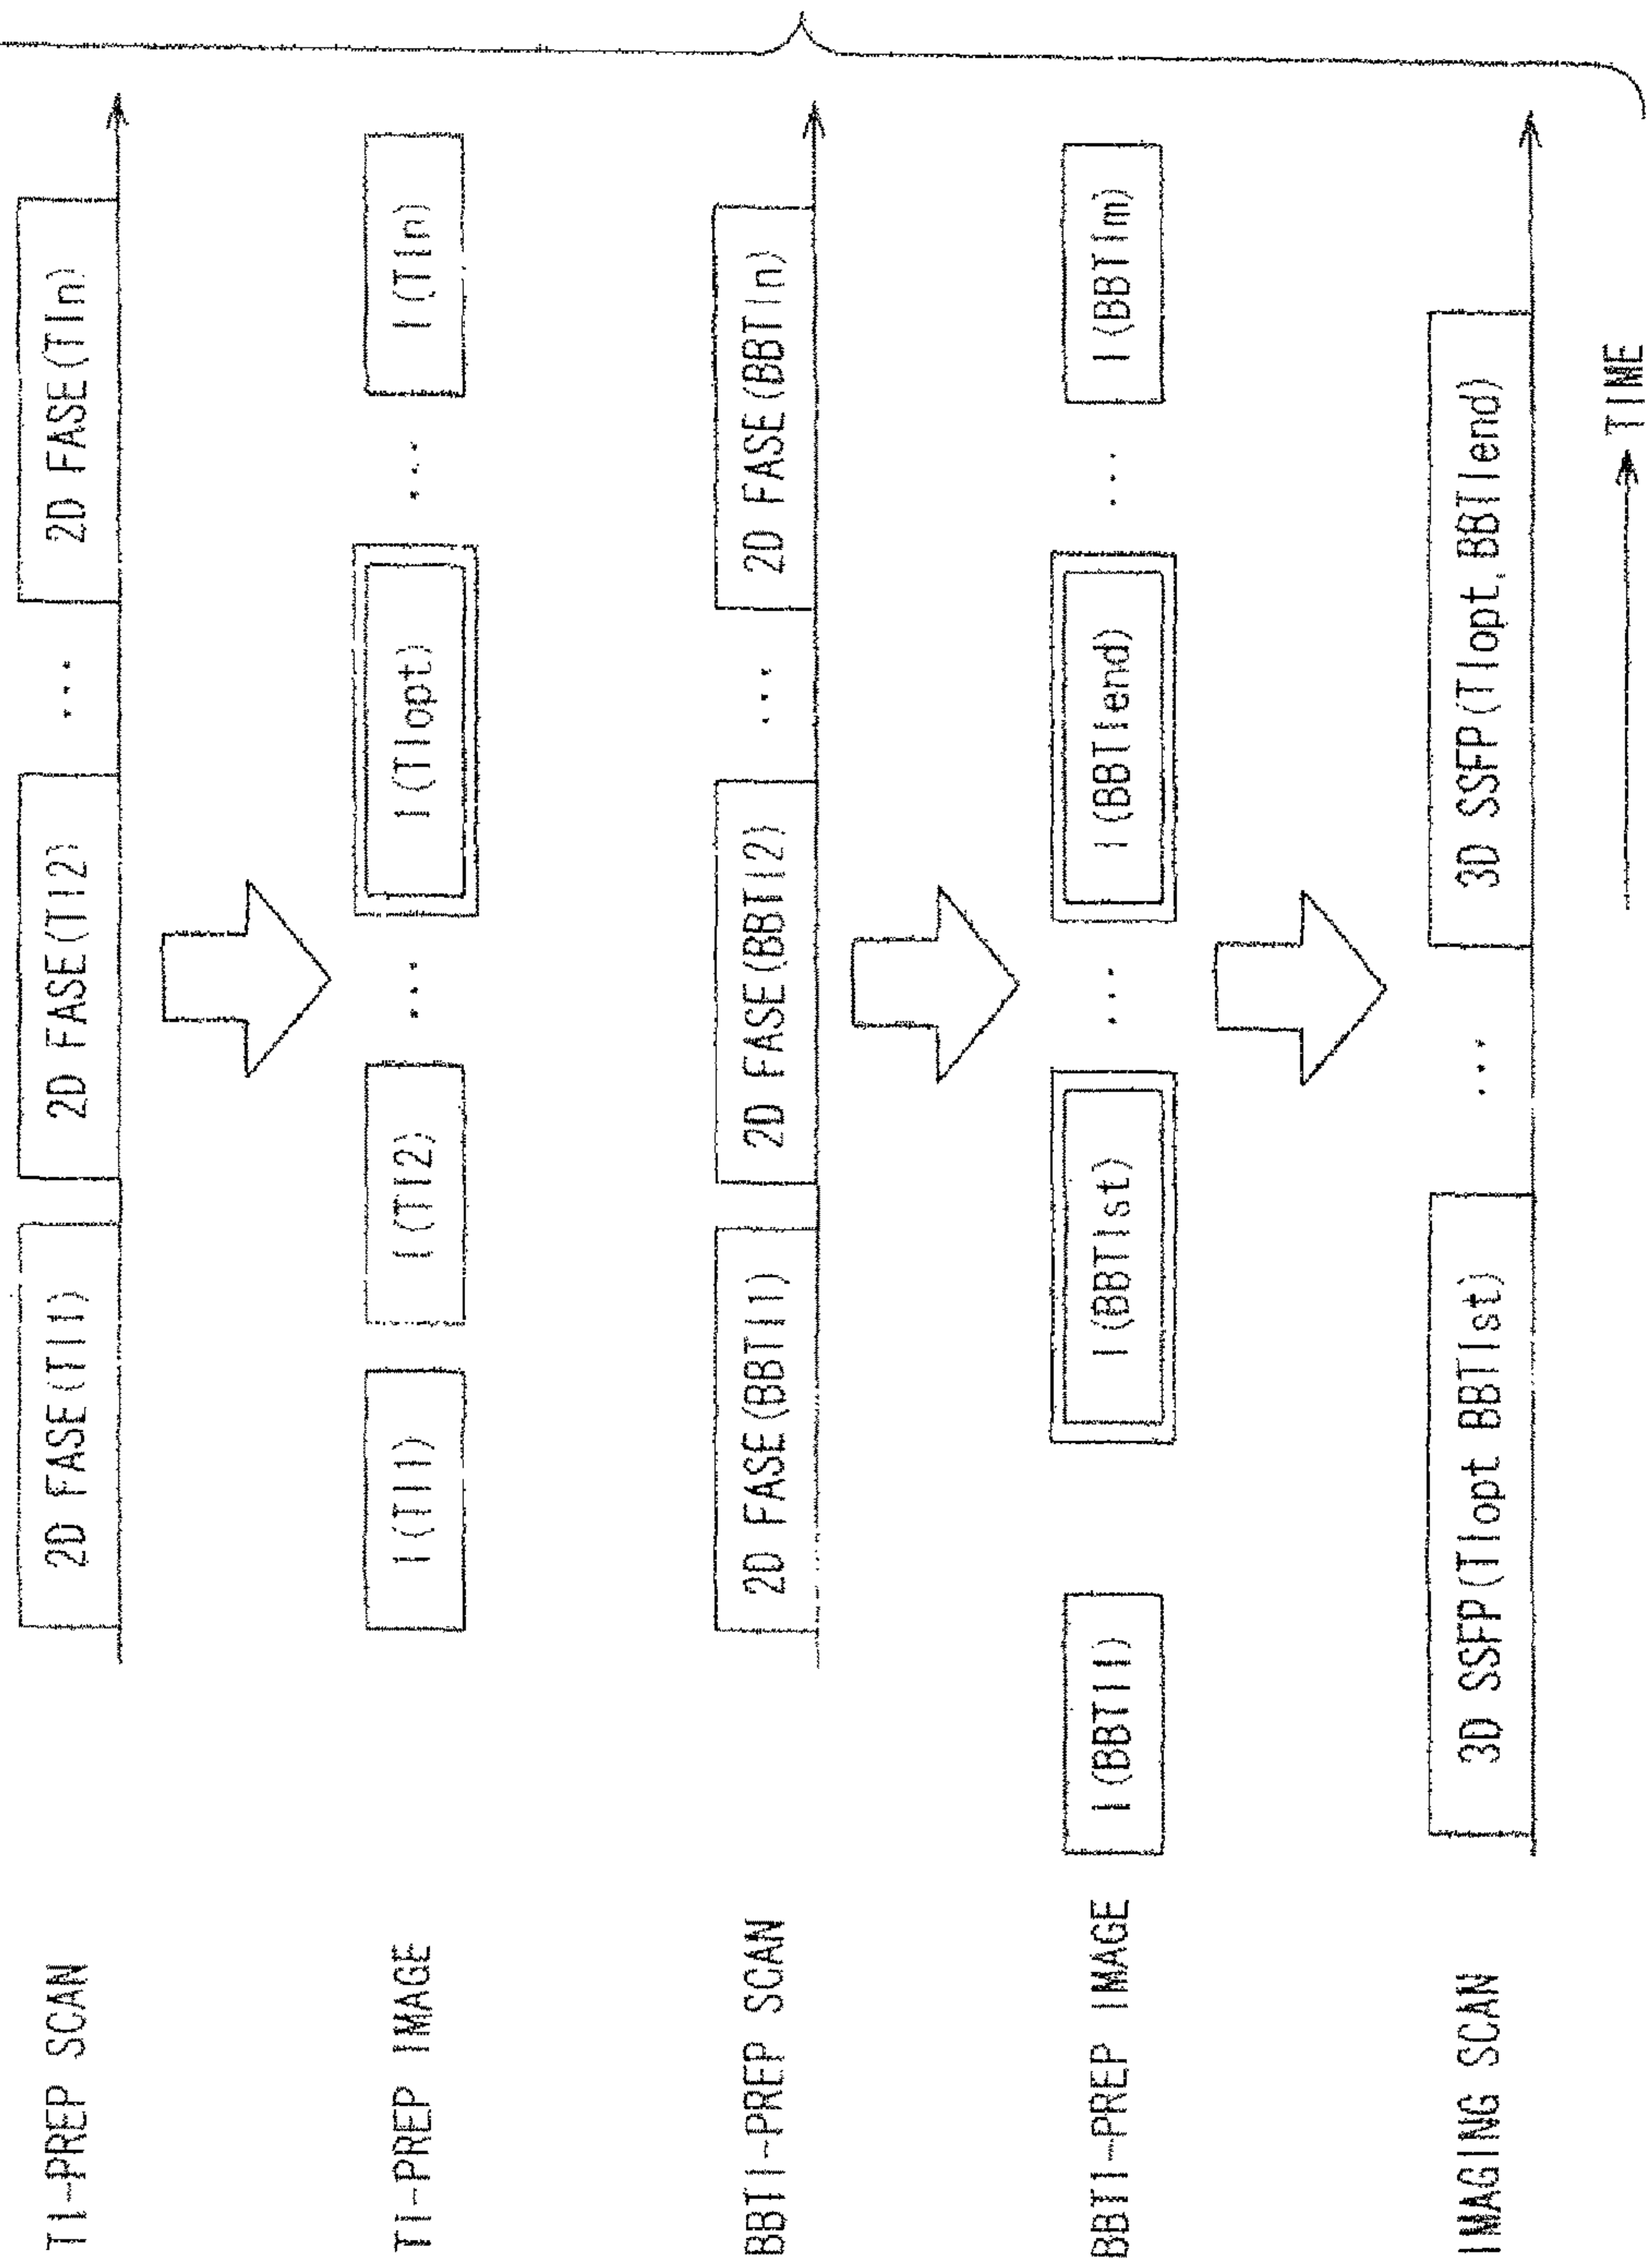 TI-PREP SCAN
2D FASE(TI1) 2D FASE(TI2) ... 2D FASE(TIn)
TI-PREP IMAGE
I(TI1) I(TI2) ... I(TIopt) ... I(TIn)
BBTI-PREP SCAN
2D FASE(BBTI1) 2D FASE(BBTI2) ... 2D FASE(BBTIn)
BBTI-PREP IMAGE
I(BBTI1) I(BBTIst) ... I(BBTIend) ... I(BBTIm)
IMAGING SCAN
3D SSFP(TIopt BBTIst) ... 3D SSFP(TIopt, BBTIend)
TIME